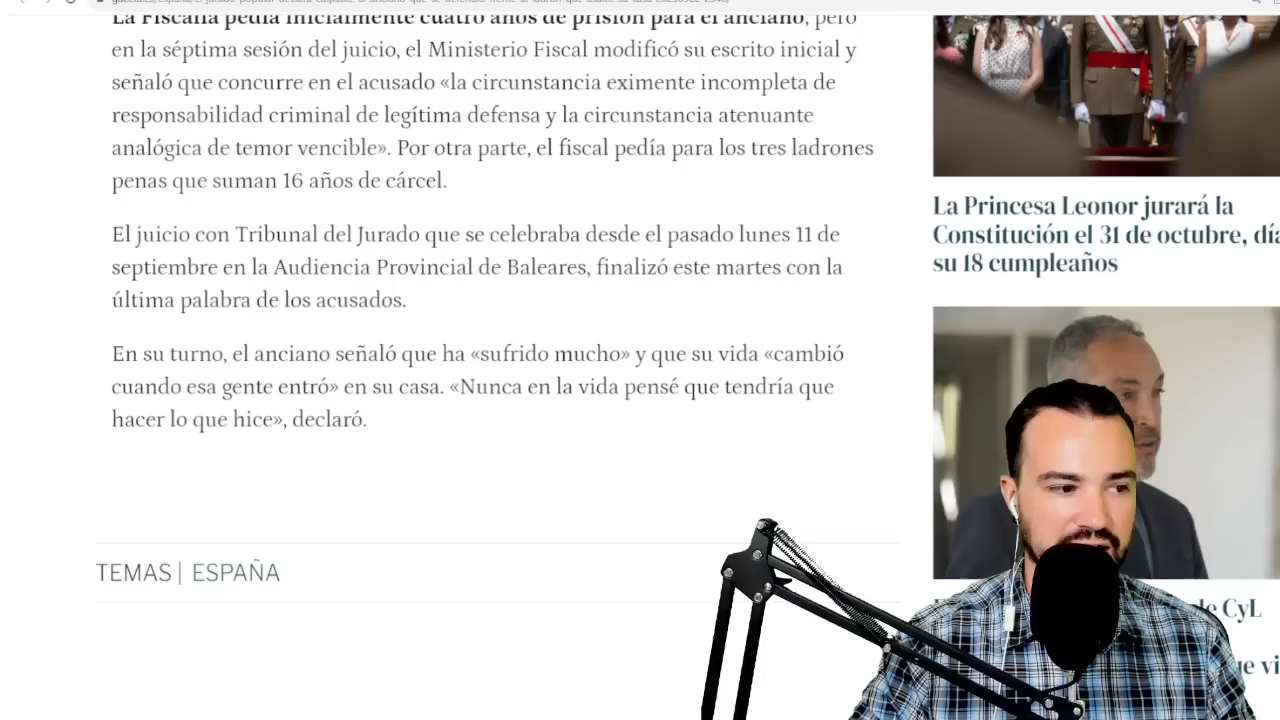 La Fiscalía pedía inicialmente cuatro años de prisión para el anciano, pero
en la séptima sesión del juicio, el Ministerio Fiscal modificó su escrito inicial y
señaló que concurre en el acusado «la circunstancia eximente incompleta de
responsabilidad criminal de legítima defensa y la circunstancia atenuante
analógica de temor vencible». Por otra parte, el fiscal pedía para los tres ladrones
penas que suman 16 años de cárcel.
El juicio con Tribunal del Jurado que se celebraba desde el pasado lunes 11 de
septiembre en la Audiencia Provincial de Baleares, finalizó este martes con la
última palabra de los acusados.
En su turno, el anciano señaló que ha «sufrido mucho» y que su vida «cambió
cuando esa gente entró» en su casa. «Nunca en la vida pensé que tendría que
hacer lo que hice», declaró.
TEMAS| ESPAÑA
La Princesa Leonor jurará la
Constitución el 31 de octubre, día
su 18 cumpleaños
de CyL